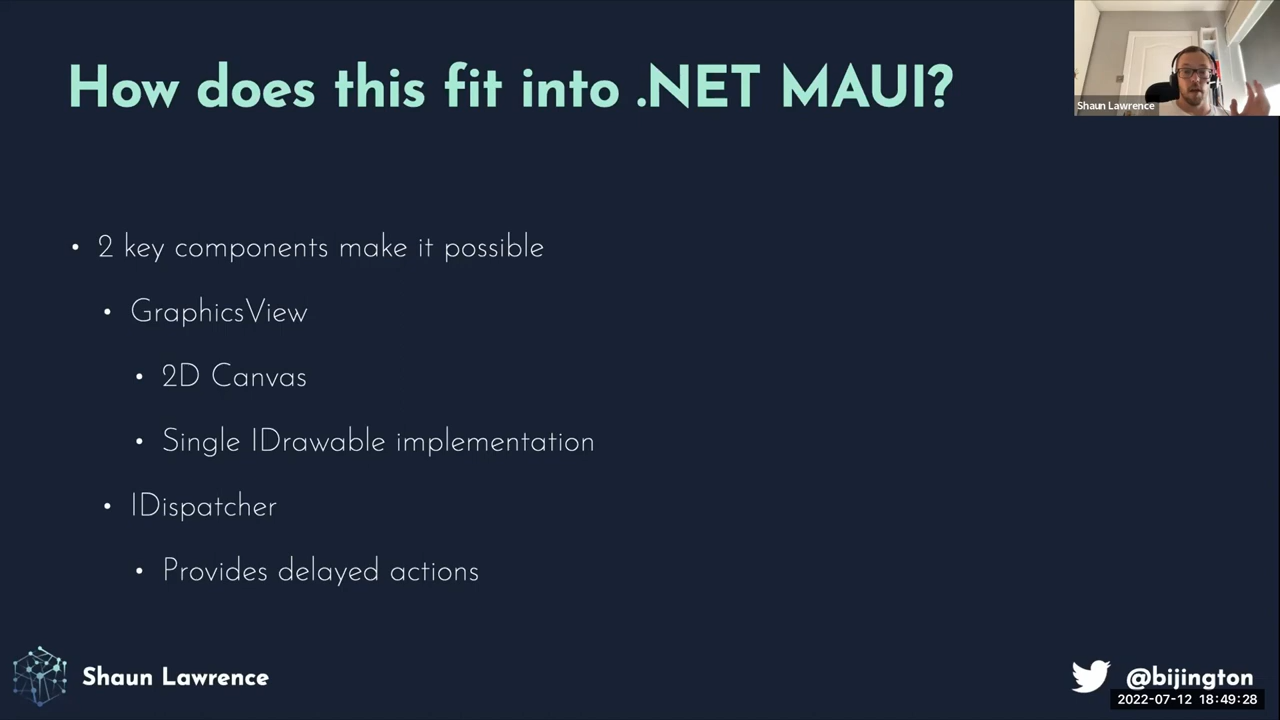 How does this fit into .NET MAUI?
Shaun Lawrence
• 2 key components make it possible
• GraphicsView
• 2D Canvas
• Single IDrawable implementation
• IDispatcher
• Provides delayed actions
Shaun Lawrence
@bijington
2022-07-12 18:49:28